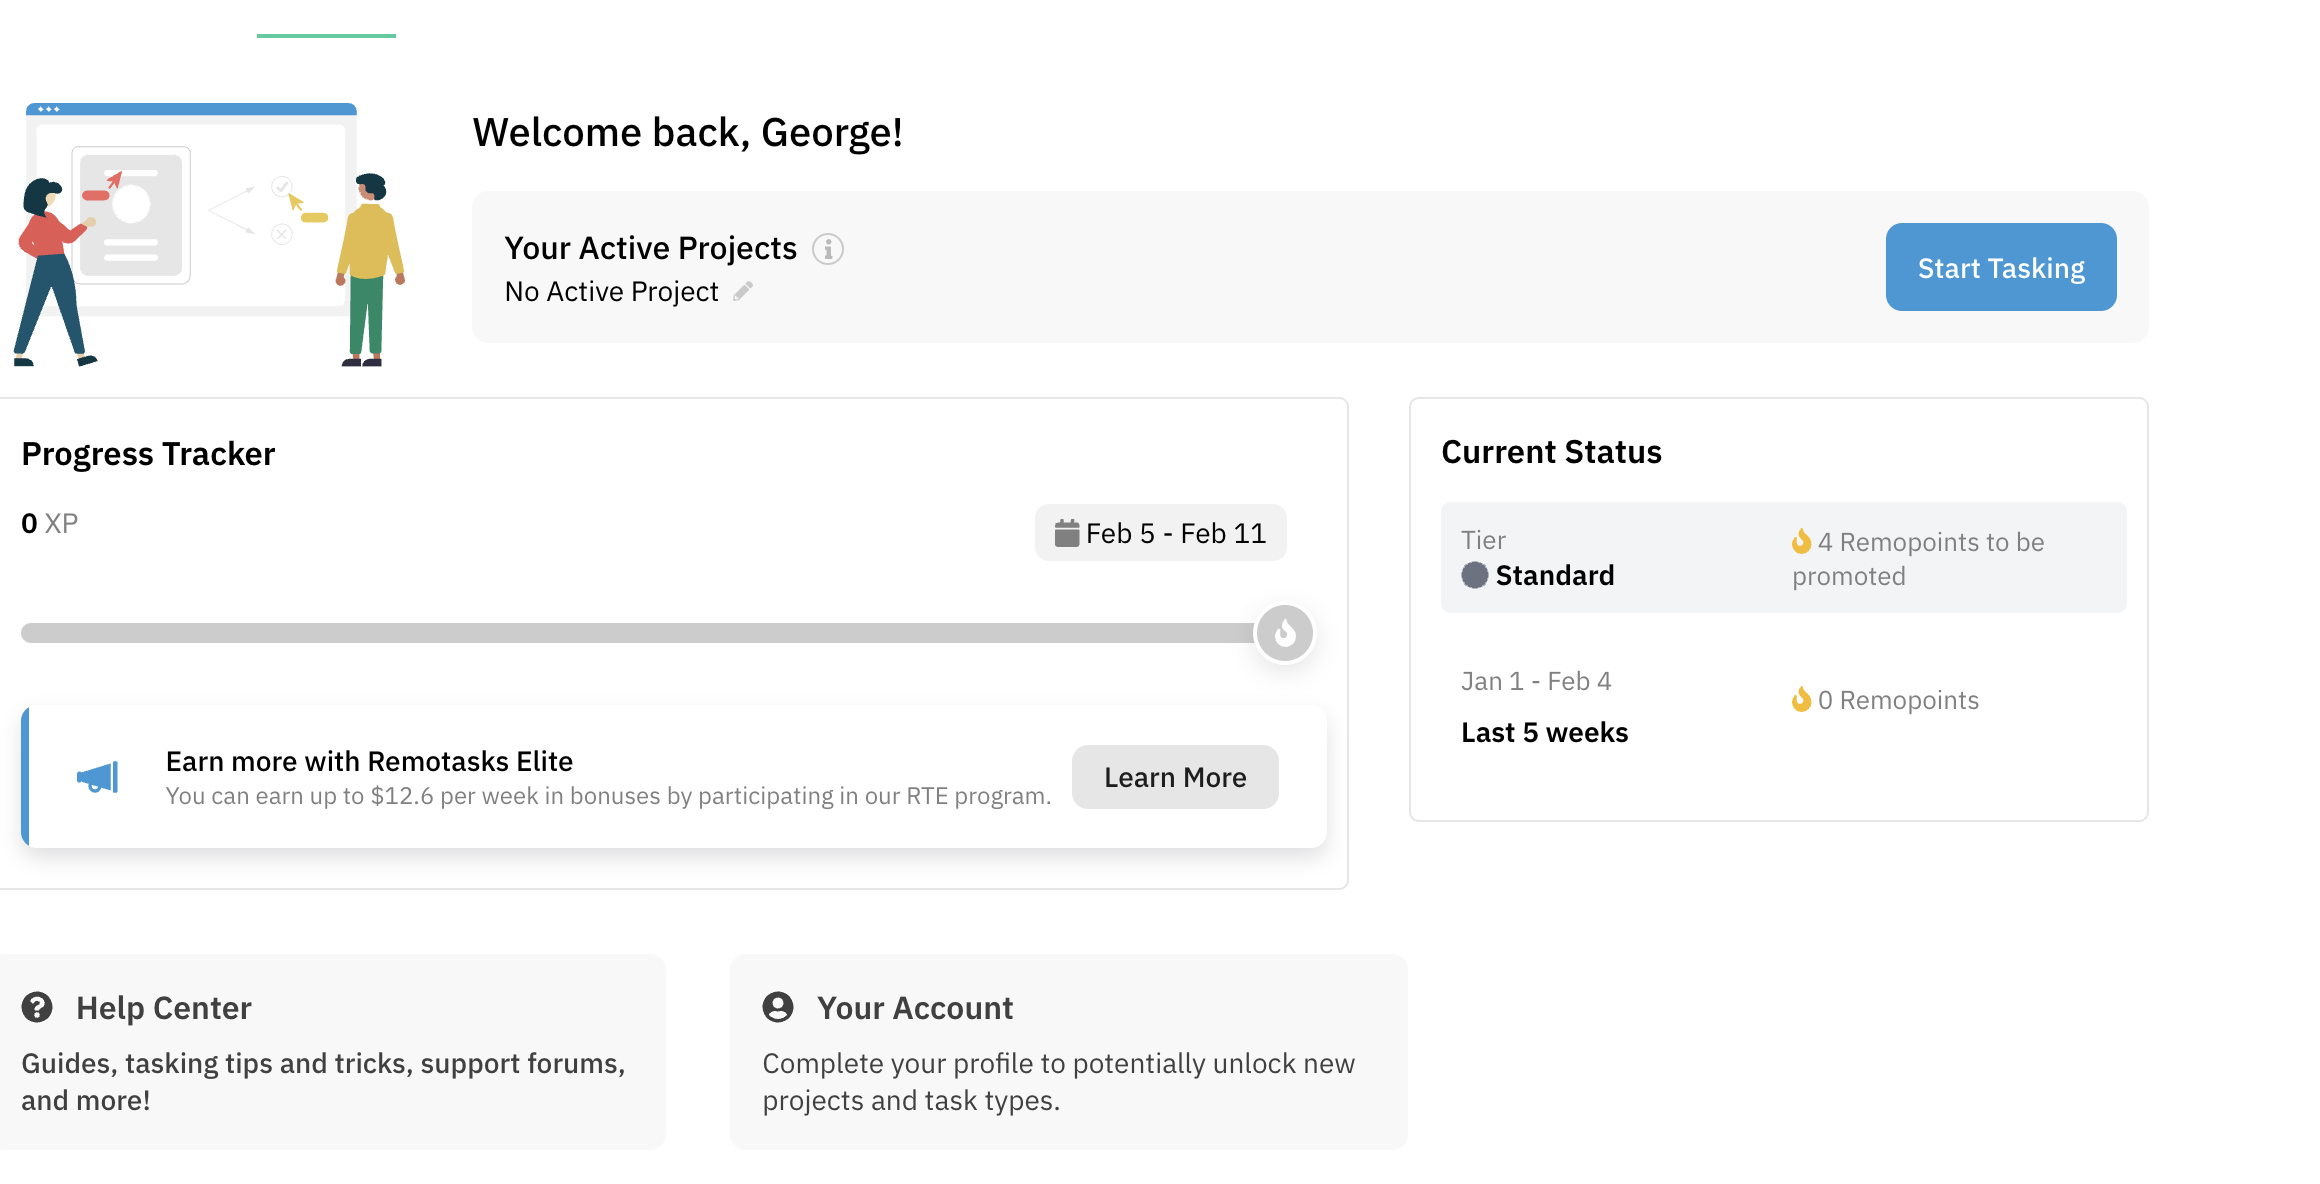 Welcome back, George!
Your Active Projects
No Active Project
Start Tasking
Progress Tracker
0 XP
Feb 5 - Feb 11
Earn more with Remotasks Elite
You can earn up to $12.6 per week in bonuses by participating in our RTE program.
Learn More
Current Status
Tier
Standard
4 Remopoints to be
promoted
Jan 1 - Feb 4
Last 5 weeks
0 Remopoints
Help Center
Guides, tasking tips and tricks, support forums,
and more!
Your Account
Complete your profile to potentially unlock new
projects and task types.